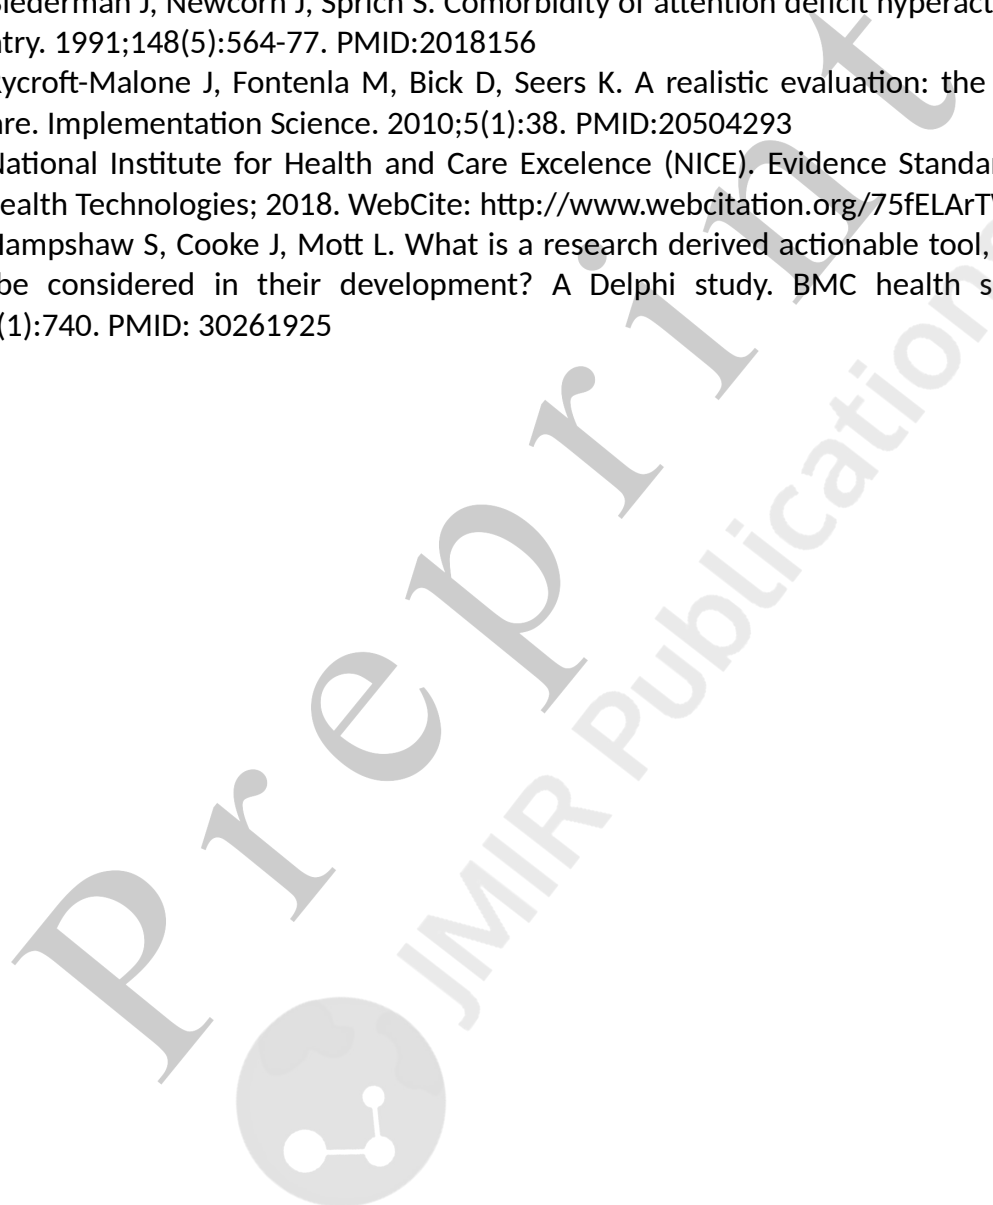 Biederman J, Newcorn J, Sprich S. Comorbidity of attention deficit hyperact
try. 1991;148(5):564-77. PMID:2018156
ycroft-Malone J, Fontenla M, Bick D, Seers K. A realistic evaluation: the
re. Implementation Science. 2010;5(1):38. PMID:20504293
National Institute for Health and Care Excelence (NICE). Evidence Standa
ealth Technologies; 2018. WebCite: http://www.webcitation.org/75fELArT
Hampshaw S, Cooke J, Mott L. What is a research derived actionable tool,
be considered in their development? A Delphi study. BMC health s
(1):740. PMID: 30261925
Preprint
JMIR Publication